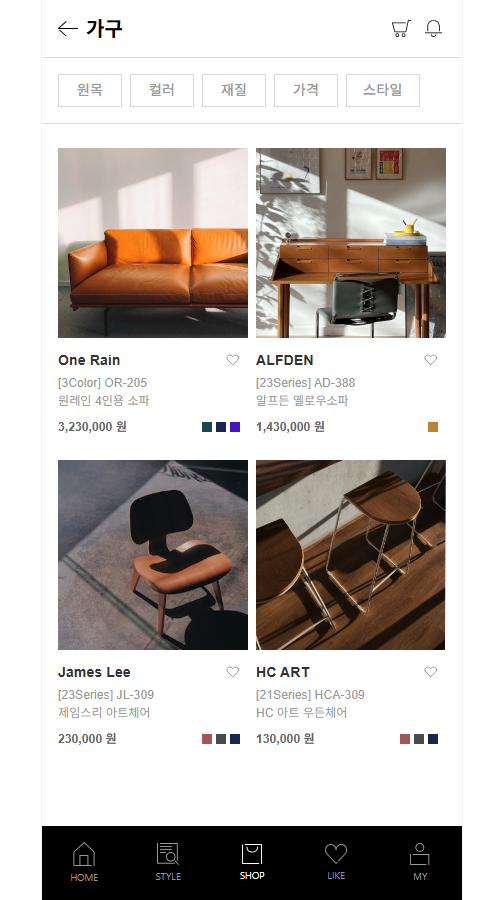 가구
원목 컬러 재질 가격 스타일
One Rain
[3Color] OR-205
원레인 4인용 소파
3,230,000 원
ALFDEN
[23Series] AD-388
알프든 옐로우소파
1,430,000 원
James Lee
[23Series] JL-309
제임스리 아트체어
230,000 원
HC ART
[21Series] HCA-309
HC 아트 우든체어
130,000 원
HOME STYLE SHOP LIKE MY